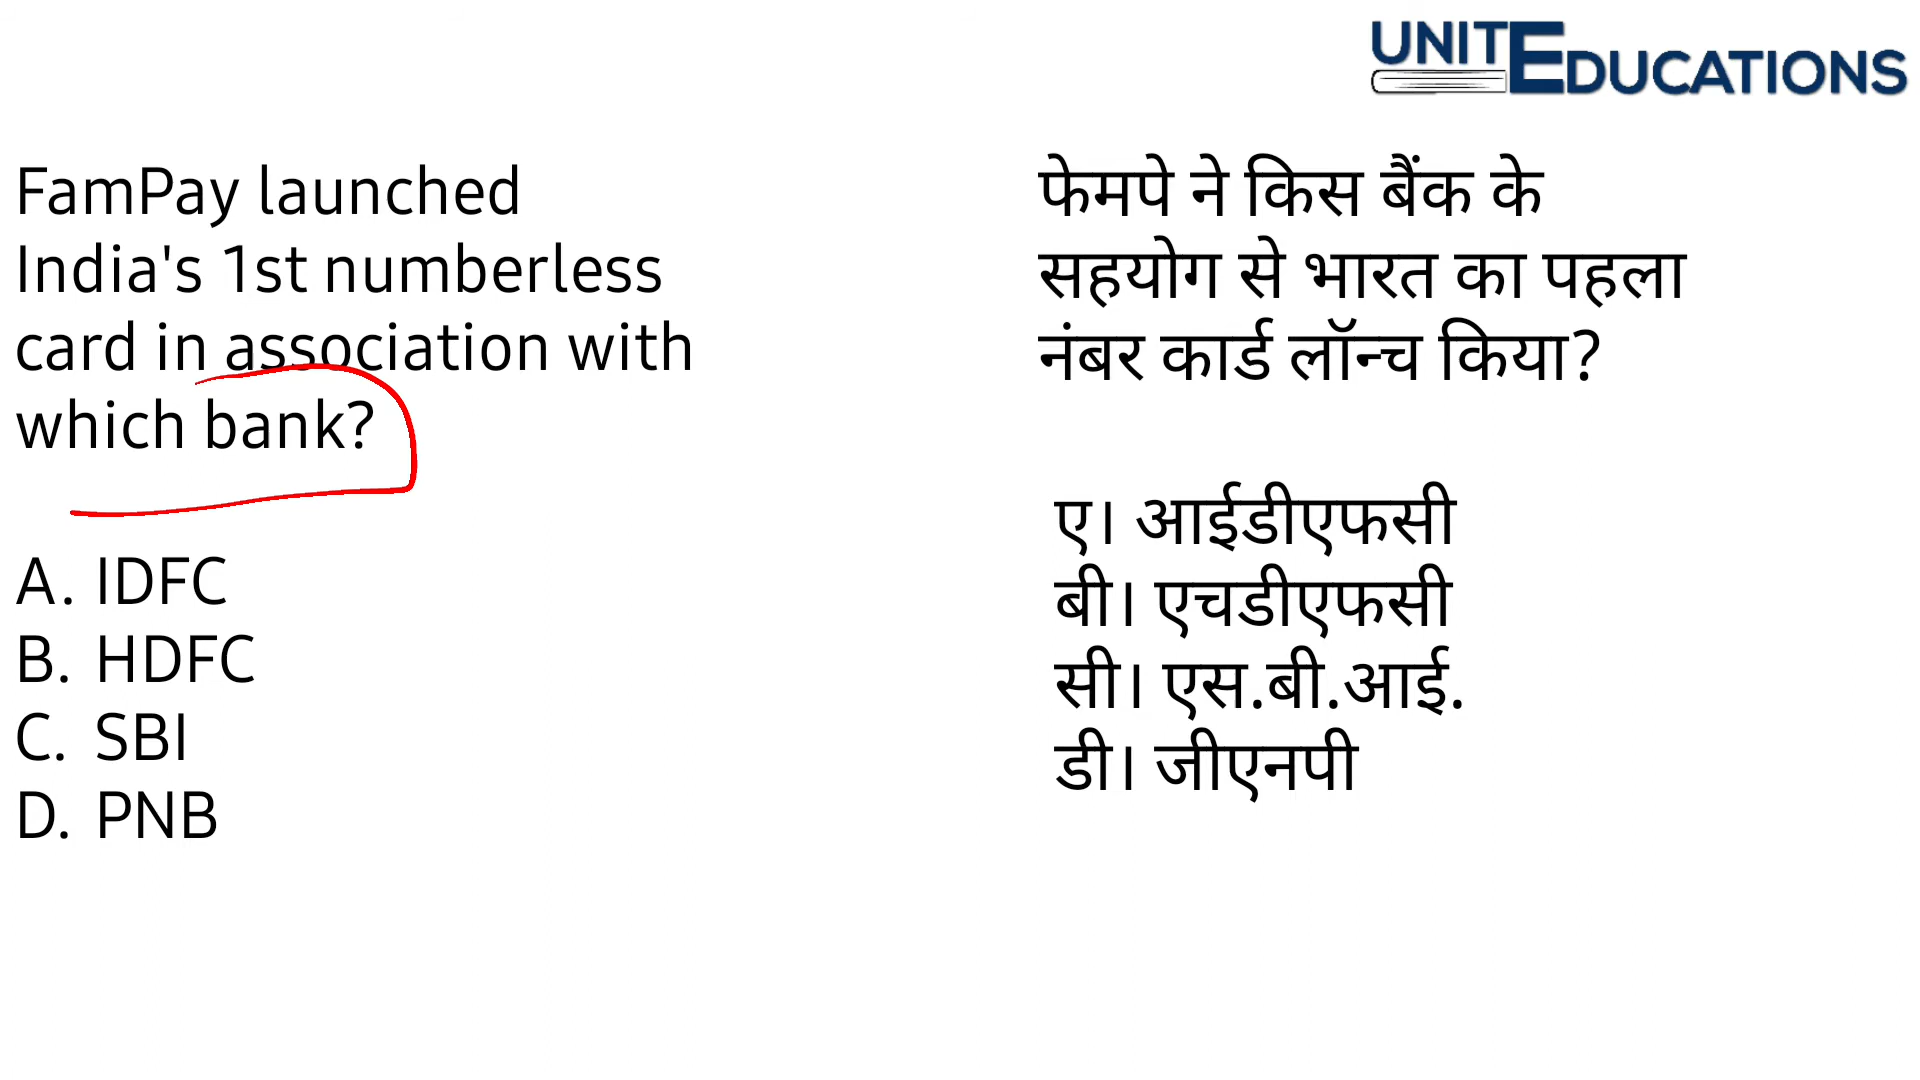 UNITEDUCATIONS
FamPay launched
India's 1st numberless
card in association with
which bank?
A. IDFC
B. HDFC
C. SBI
D. PNB
फेमपे ने किस बैंक के
सहयोग से भारत का पहला
नंबर कार्ड लॉन्च किया?
ए। आईडीएफसी
बी। एचडीएफसी
सी। एस.बी.आई.
डी। जीएनपी